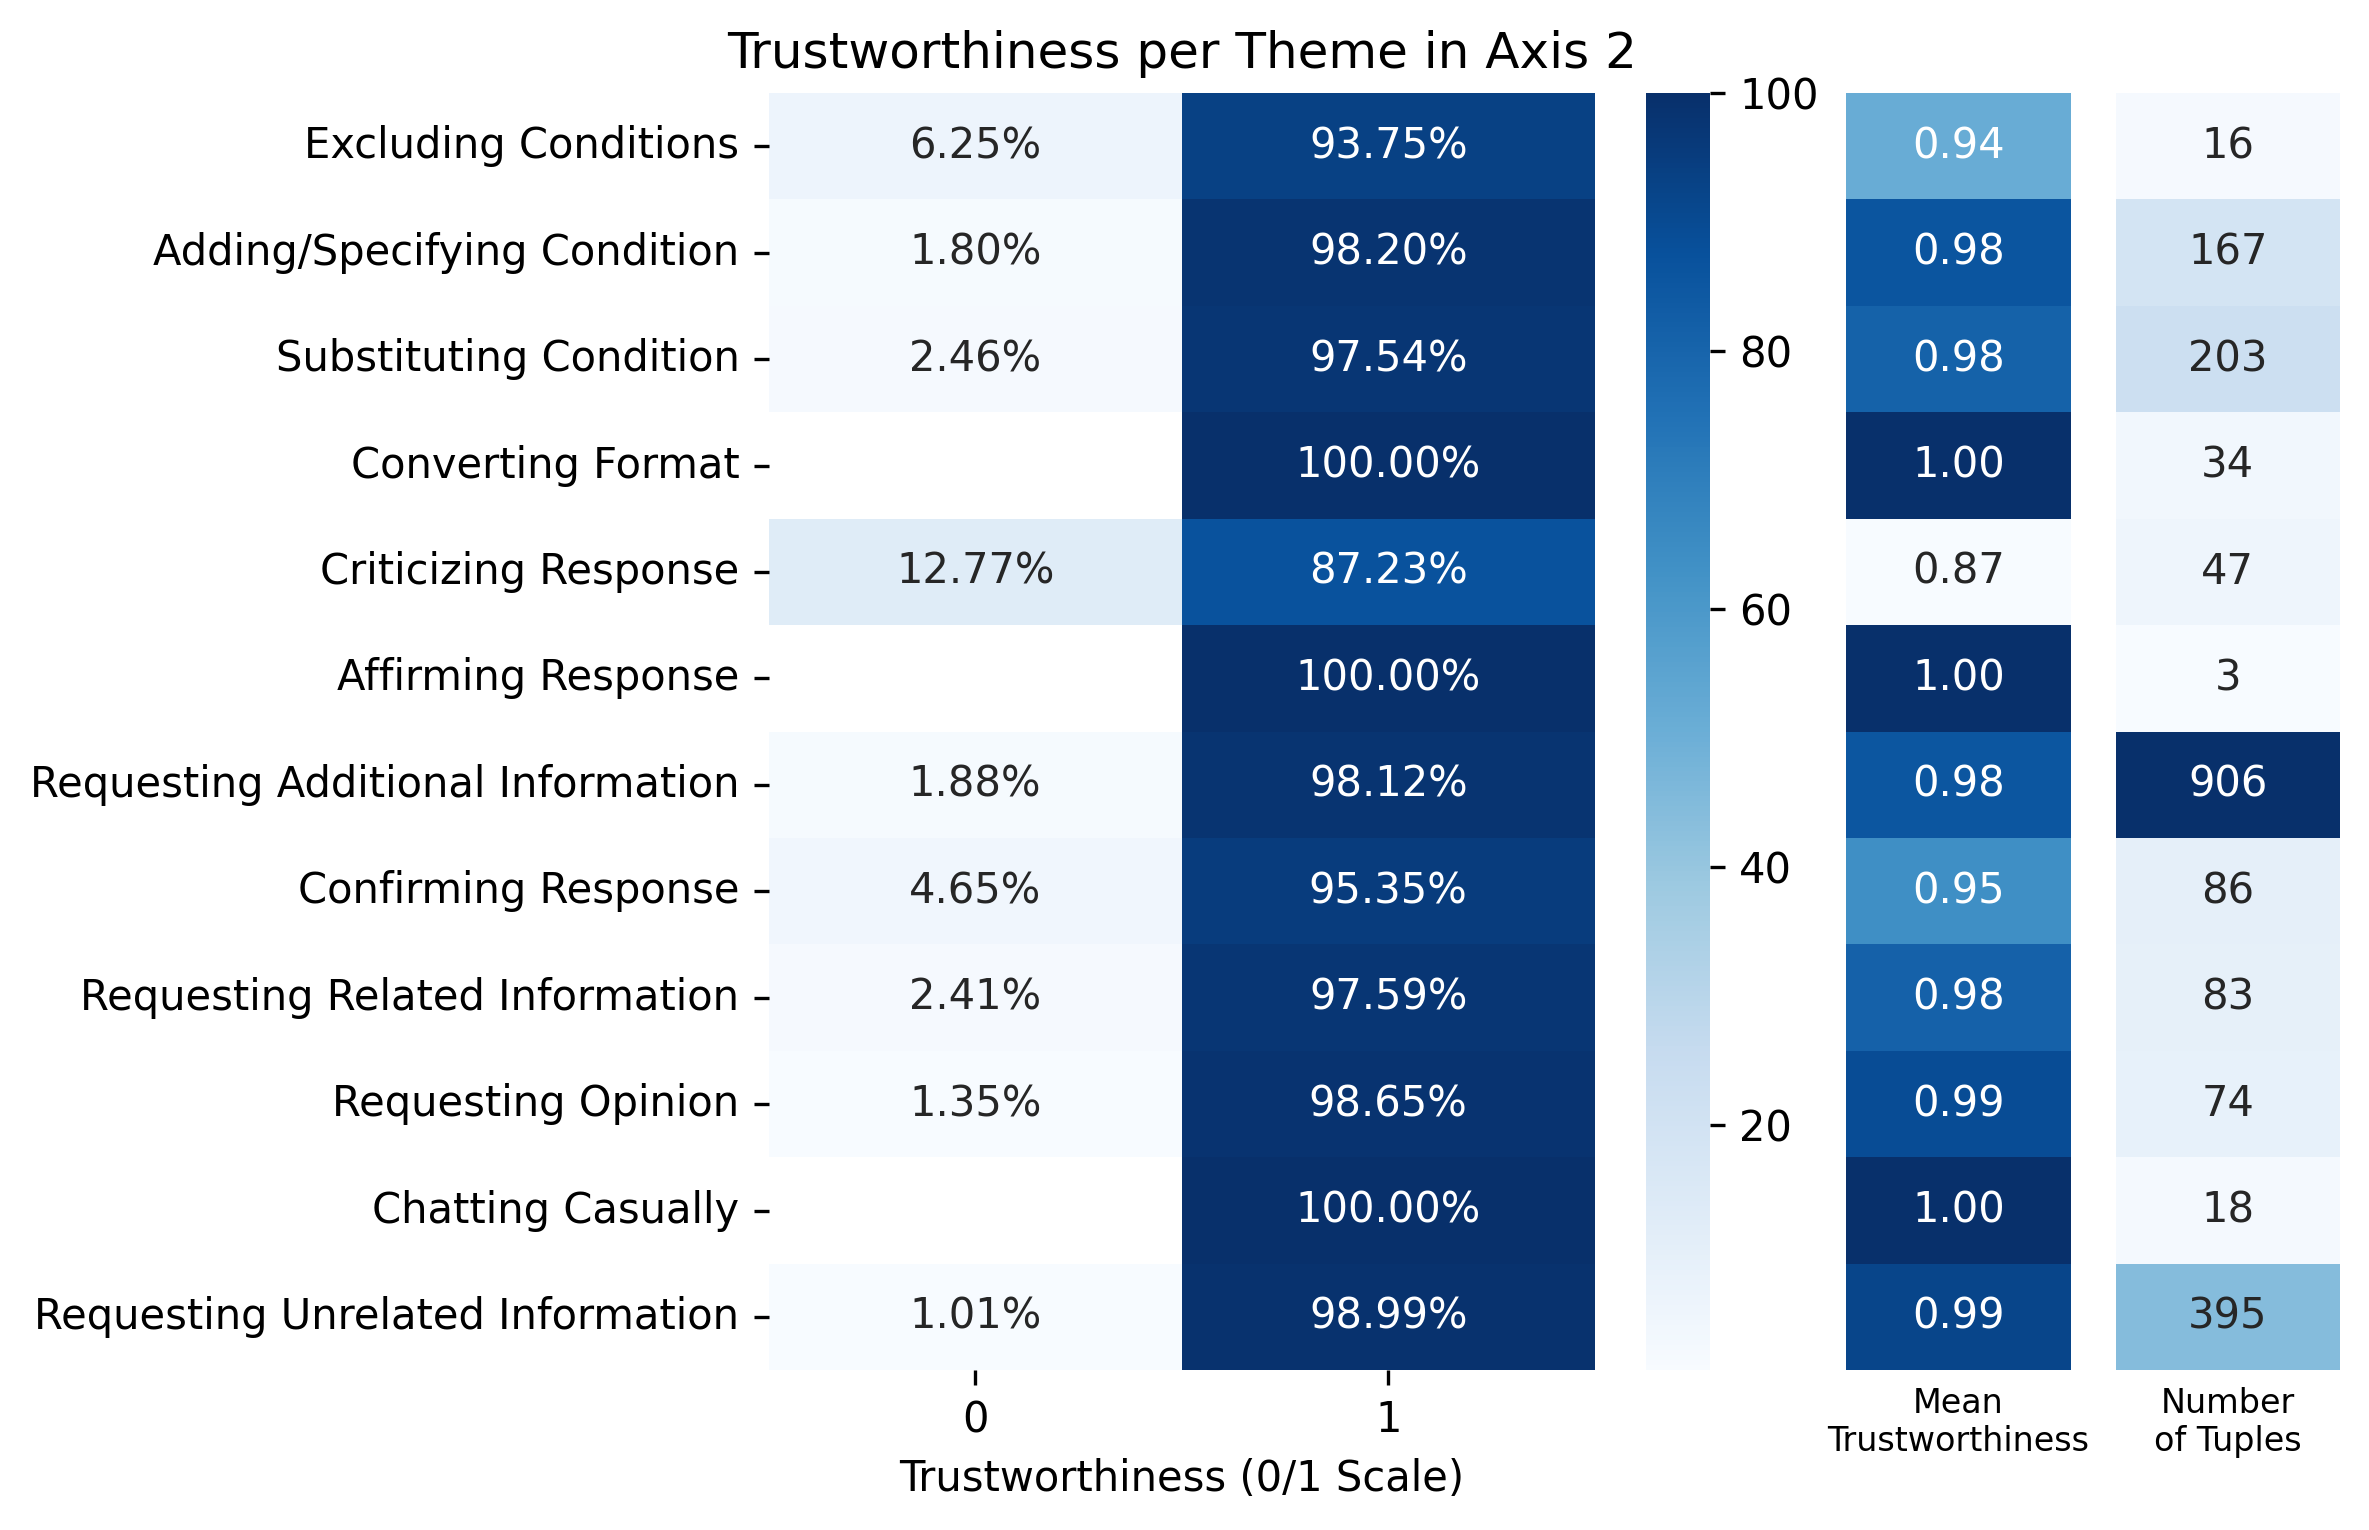 Trustworthiness per Theme in Axis 2
Excluding Conditions 6.25% 93.75% 0.94 16
Adding/Specifying Condition 1.80% 98.20% 0.98 167
Substituting Condition 2.46% 97.54% 0.98 203
Converting Format 100.00% 1.00 34
Criticizing Response 12.77% 87.23% 0.87 47
Affirming Response 100.00% 1.00 3
Requesting Additional Information 1.88% 98.12% 0.98 906
Confirming Response 4.65% 95.35% 0.95 86
Requesting Related Information 2.41% 97.59% 0.98 83
Requesting Opinion 1.35% 98.65% 0.99 74
Chatting Casually 100.00% 1.00 18
Requesting Unrelated Information 1.01% 98.99% 0.99 395
0 1
Trustworthiness (0/1 Scale)
100
80
60
40
20
Mean
Trustworthiness
Number
of Tuples